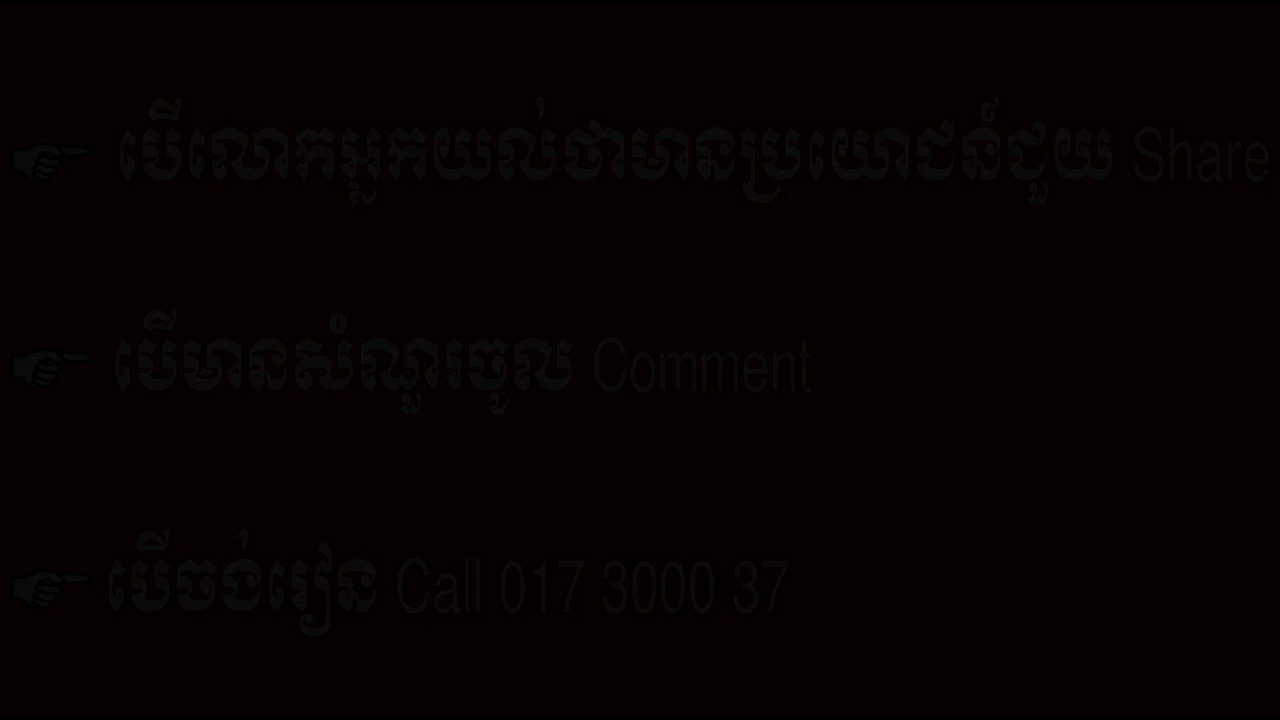 ☞ បើលោកអ្នកយល់ថាមានប្រយោជន៍ជួយ Share
☞ បើមានសំណួរចូល Comment
☞ បើចង់រៀន Call 017 3000 37